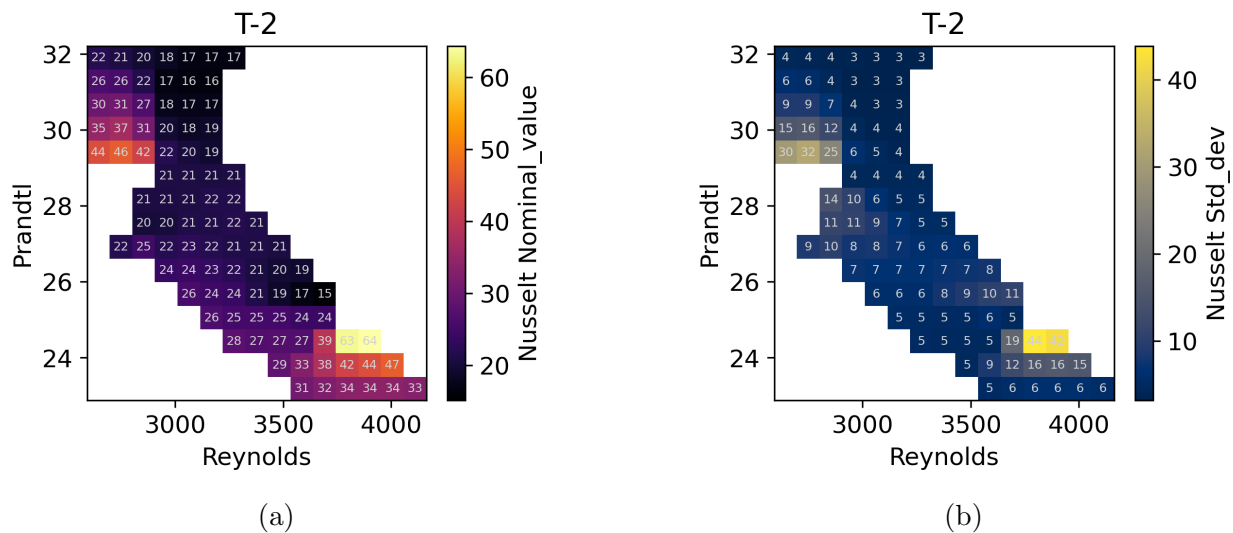 T-2
32
30
28
26
24
Prandtl
22 21 20 18 17 17 17
26 26 22 17 16 16
30 31 27 18 17 17
35 37 31 20 18 19
44 46 42 22 20 19
21 21 21 21
21 21 21 22 22
20 20 21 21 22 21
22 25 22 23 22 21 21 21
24 24 23 22 21 20 19
26 24 24 21 19 17 15
26 25 25 25 24 24
28 27 27 27 39 63 64
29 33 38 42 44 47
31 32 34 34 34 33
3000 3500 4000
Reynolds
60
50
40
30
20
Nusselt Nominal_value
(a)
T-2
32
30
28
26
24
Prandtl
4 4 4 3 3 3 3
6 6 4 3 3 3
9 9 7 4 3 3
15 16 12 4 4 4
30 32 25 6 5 4
4 4 4 4
14 10 6 5 5
11 11 9 7 5 5
9 10 8 8 7 6 6 6
7 7 7 7 7 7 8
6 6 6 8 9 10 11
5 5 5 5 6 5
5 5 5 5 19 44
5 9 12 16 16 15
5 6 6 6 6 6
3000 3500 4000
Reynolds
40
30
20
10
Nusselt Std_dev
(b)